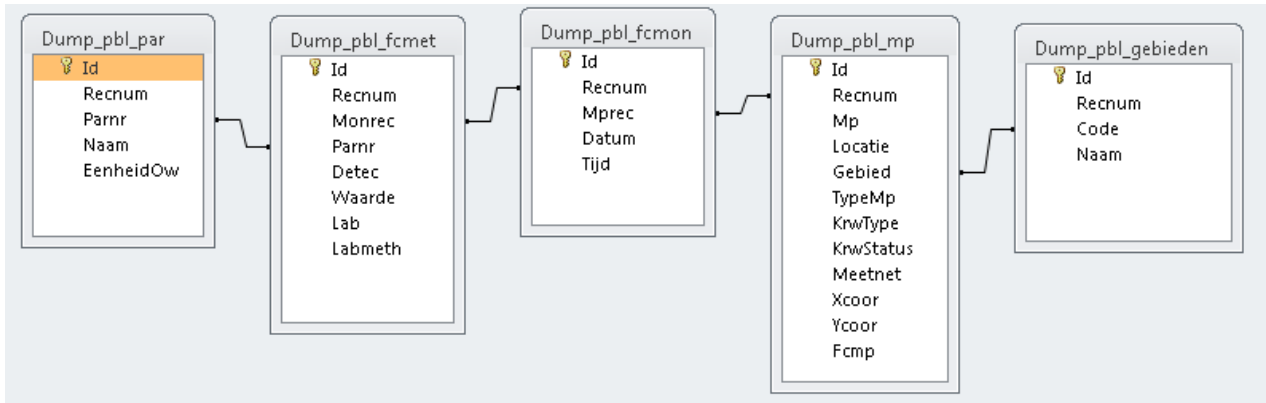 Dump_pbl_par
Id
Recnum
Parnr
Naam
EenheidOw
Dump_pbl_fcmet
Id
Recnum
Monrec
Parnr
Detec
Waarde
Lab
Labmeth
Dump_pbl_fcmon
Id
Recnum
Mprec
Datum
Tijd
Dump_pbl_mp
Id
Recnum
Mp
Locatie
Gebied
TypeMp
KrwType
KrwStatus
Meetnet
Xcoor
Ycoor
Fcmp
Dump_pbl_gebieden
Id
Recnum
Code
Naam